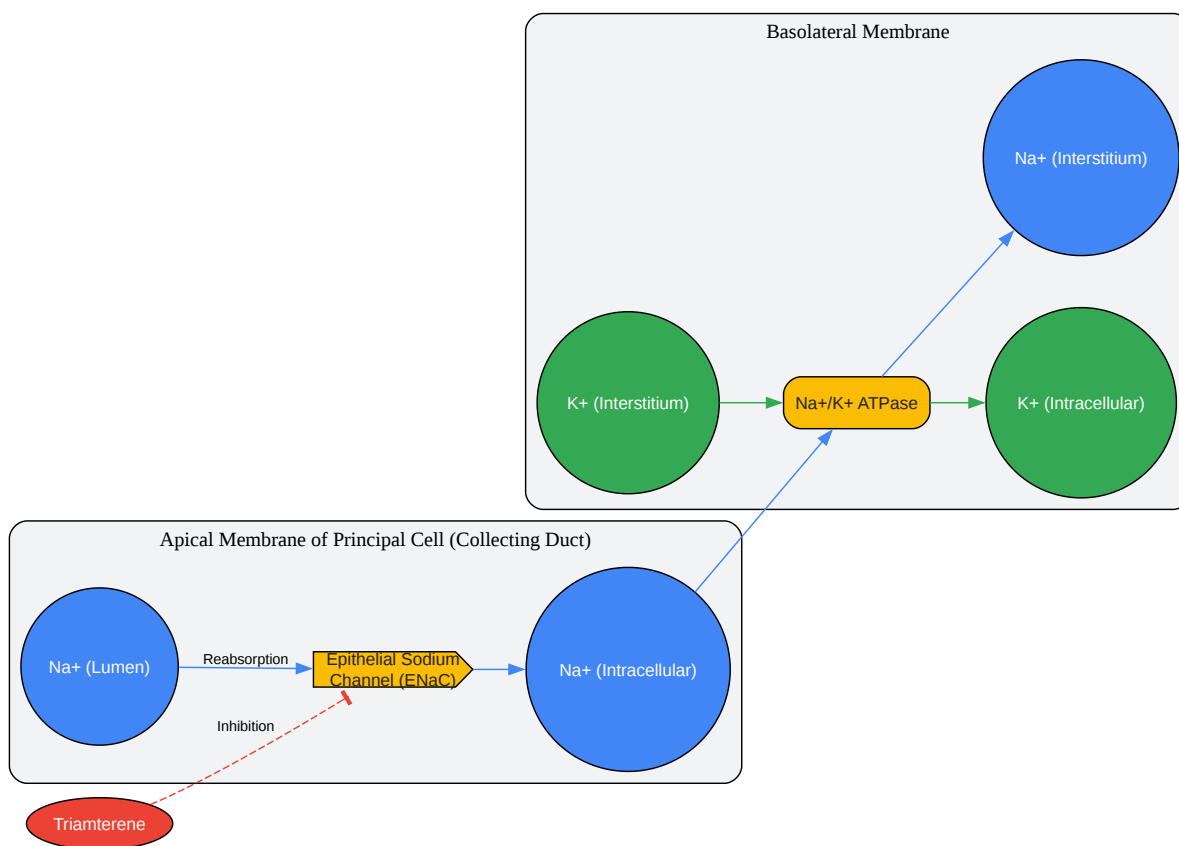 Basolateral Membrane
Na+ (Interstitium)
K+ (Interstitium)
Na+/K+ ATPase
K+ (Intracellular)
Apical Membrane of Principal Cell (Collecting Duct)
Na+ (Lumen)
Reabsorption
Epithelial Sodium
Channel (ENaC)
Na+ (Intracellular)
Inhibition
Triamterene